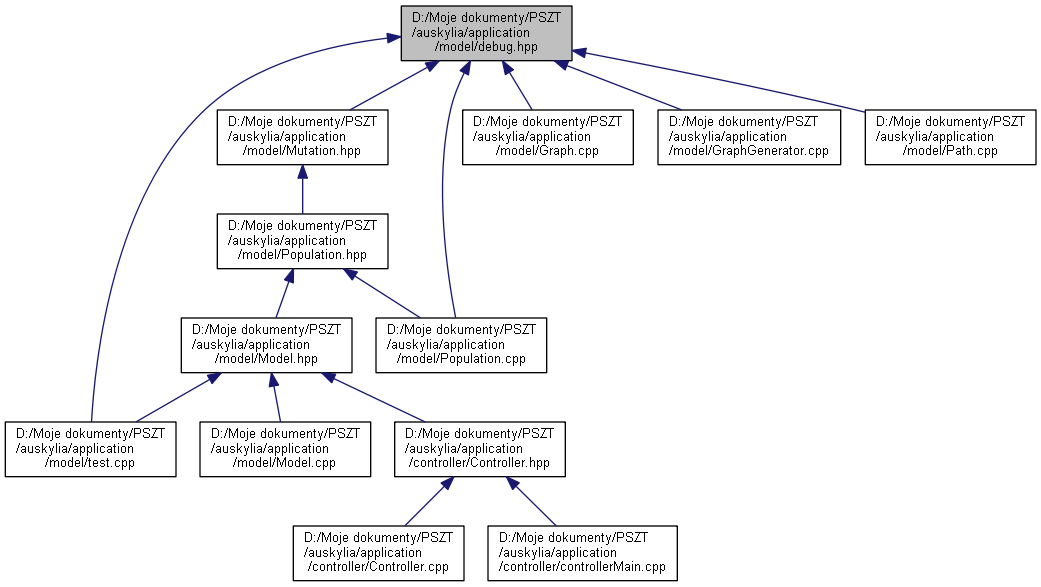 D:/Moje dokumenty/PSZT
/auskylia/application
/model/debug.hpp
D:/Moje dokumenty/PSZT
/auskylia/application
/model/Mutation.hpp
D:/Moje dokumenty/PSZT
/auskylia/application
/model/Graph.cpp
D:/Moje dokumenty/PSZT
/auskylia/application
/model/GraphGenerator.cpp
D:/Moje dokumenty/PSZT
/auskylia/application
/model/Path.cpp
D:/Moje dokumenty/PSZT
/auskylia/application
/model/Population.hpp
D:/Moje dokumenty/PSZT
/auskylia/application
/model/Model.hpp
D:/Moje dokumenty/PSZT
/auskylia/application
/model/Population.cpp
D:/Moje dokumenty/PSZT
/auskylia/application
/model/test.cpp
D:/Moje dokumenty/PSZT
/auskylia/application
/model/Model.cpp
D:/Moje dokumenty/PSZT
/auskylia/application
/controller/Controller.hpp
D:/Moje dokumenty/PSZT
/auskylia/application
/controller/Controller.cpp
D:/Moje dokumenty/PSZT
/auskylia/application
/controller/controllerMain.cpp